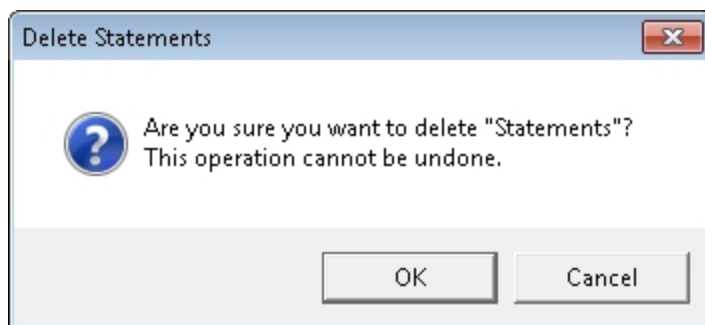 Delete Statements
Are you sure you want to delete "Statements"?
This operation cannot be undone.
OK
Cancel